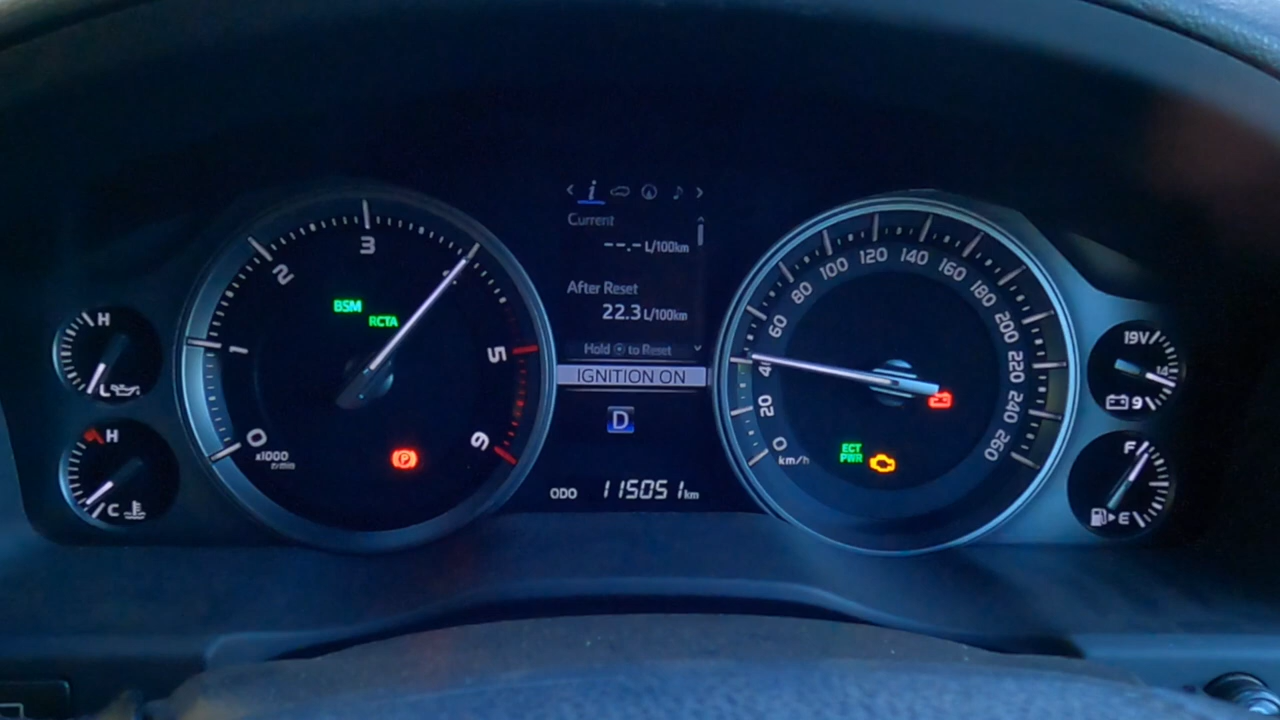 Current
--.- L/100km
After Reset
22.3 L/100km
Hold to Reset
IGNITION ON
D
ODO 115051 km
H
L
H
C
0
1
2
3
5
6
x1000
r/min
BSM
RCTA
0
20
60
80
100
120
140
160
180
200
220
240
260
km/h
ECT
PWR
19V
14
9
F
E